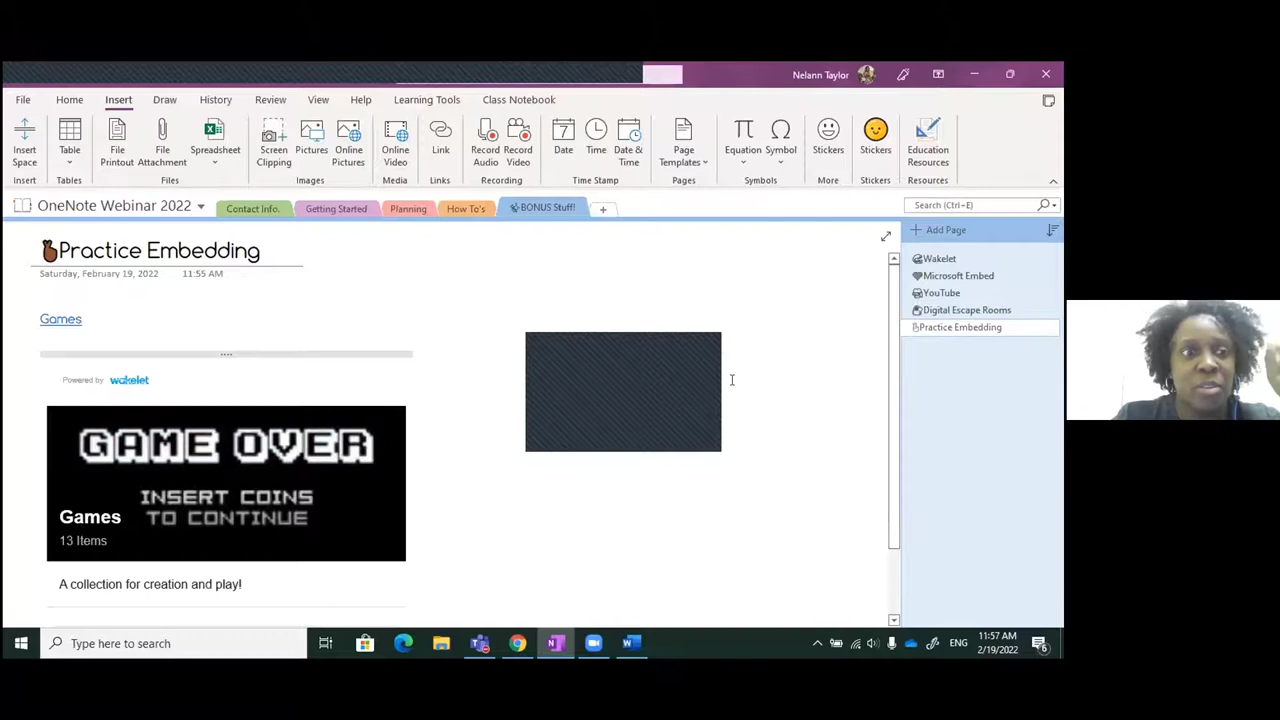 Nelann Taylor
File Home Insert Draw History Review View Help Learning Tools Class Notebook
Insert Space
Table
File Printout
File Attachment
Spreadsheet
Screen Clipping
Pictures
Online Pictures
Online Video
Link
Record Audio
Record Video
Date
Time
Date & Time
Page Templates
Equation
Symbol
Stickers
Stickers
Education Resources
Insert Tables Files Images Media Links Recording Time Stamp Pages Symbols More Stickers Resources
OneNote Webinar 2022 Contact Info. Getting Started Planning How To's BONUS Stuff! Search (Ctrl+E)
Practice Embedding
Saturday, February 19, 2022 11:55 AM
Games
Powered by wakelet
GAME OVER
INSERT COINS
TO CONTINUE
Games
13 Items
A collection for creation and play!
Add Page
Wakelet
Microsoft Embed
YouTube
Digital Escape Rooms
Practice Embedding
Type here to search
ENG
11:57 AM
2/19/2022
6